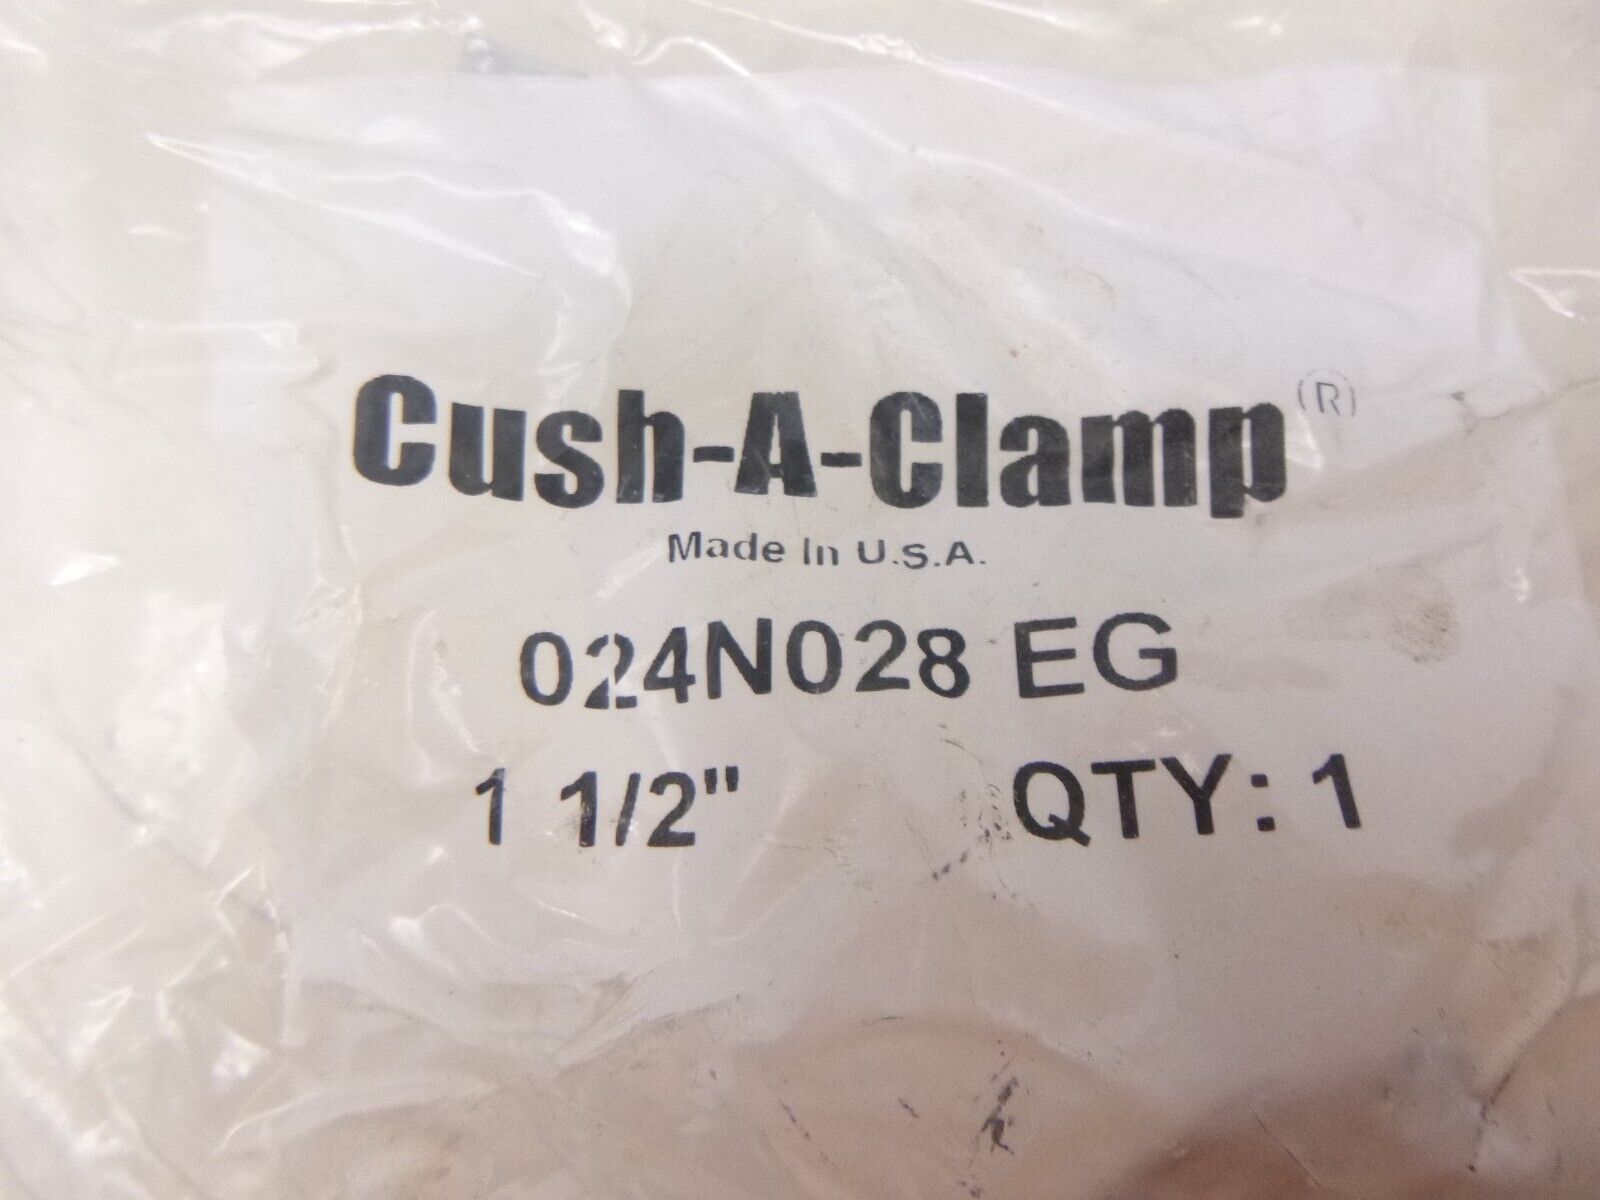 Cush-A-Clamp®
Made In U.S.A.
024N028 EG
1 1/2" QTY: 1